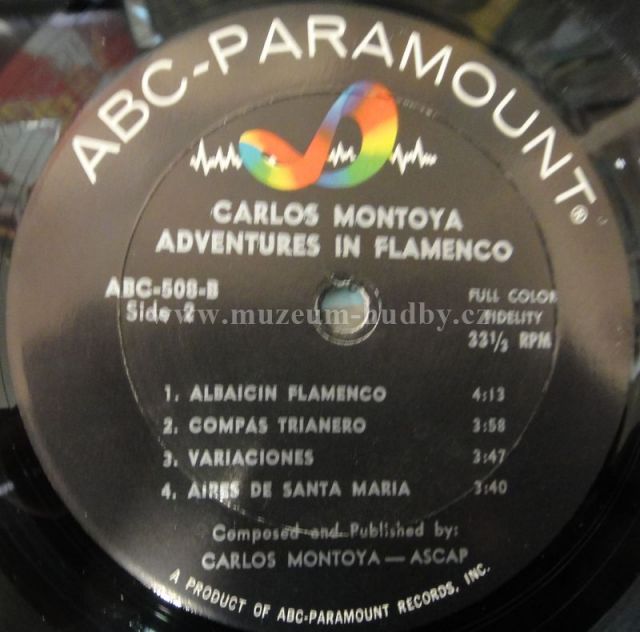 ABC-PARAMOUNT®
CARLOS MONTOYA
ADVENTURES IN FLAMENCO
ABC-508-B
Side 2
FULL COLOR
FIDELITY
33 1/3 RPM
www.muzeum-hudby.cz
1. ALBAICIN FLAMENCO 4:13
2. COMPAS TRIANERO 3:58
3. VARIACIONES 3:47
4. AIRES DE SANTA MARIA 3:40
Composed and Published by:
CARLOS MONTOYA — ASCAP
A PRODUCT OF ABC-PARAMOUNT RECORDS, INC.